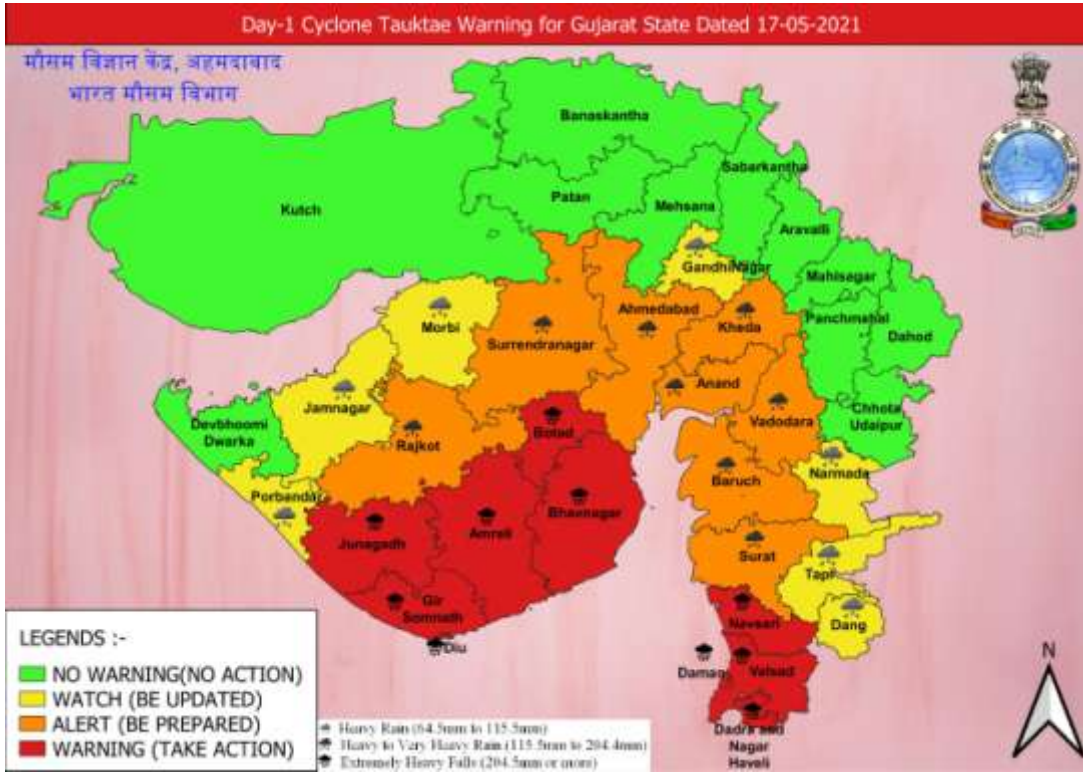 Day-1 Cyclone Tauktae Warning for Gujarat State Dated 17-05-2021
मौसम विज्ञान केंद्र, अहमदाबाद
भारत मौसम विभाग
Banaskantha
Sabarkantha
Patan
Mehsana
Kutch
Aravalli
GandhiNagar
Mahisagar
Morbi
Ahmedabad
Kheda
Panchmahal
Surrendranagar
Dahod
Anand
Jamnagar
Chhota
Udaipur
Vadodara
Devbhoomi
Dwarka
Botad
Rajkot
Narmada
Baruch
Porbandar
Bhavnagar
Junagadh
Amreli
Surat
Tapi
Gir
Somnath
Navsari
Dang
Diu
Daman
Valsad
Dadra and
Nagar
Haveli
LEGENDS :-
NO WARNING(NO ACTION)
WATCH (BE UPDATED)
ALERT (BE PREPARED)
WARNING (TAKE ACTION)
Heavy Rain (64.5mm to 115.5mm)
Heavy to Very Heavy Rain (115.5mm to 204.4mm)
Extremely Heavy Falls (204.5mm or more)
N